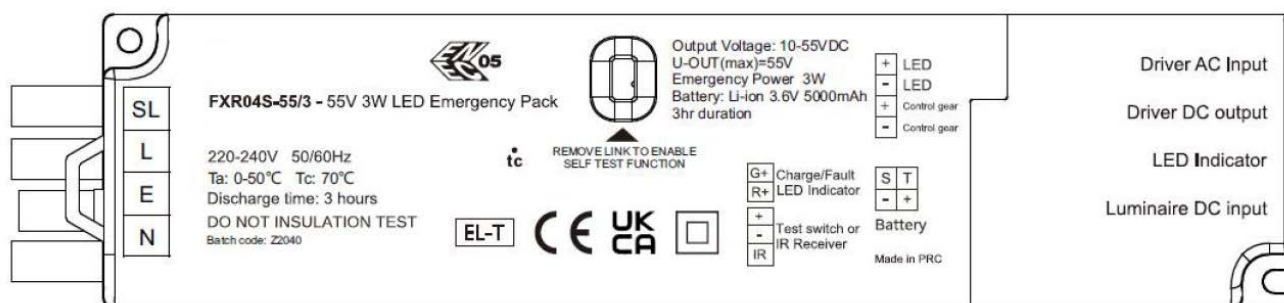 SL
L
E
N
ENEC 05
FXR04S-55/3 - 55V 3W LED Emergency Pack
220-240V 50/60Hz
Ta: 0-50℃ Tc: 70℃
Discharge time: 3 hours
DO NOT INSULATION TEST
Batch code: Z2040
tc
REMOVE LINK TO ENABLE
SELF TEST FUNCTION
EL-T
CE
UK
CA
Output Voltage: 10-55VDC
U-OUT(max)=55V
Emergency Power 3W
Battery: Li-ion 3.6V 5000mAh
3hr duration
+ LED
- LED
+ Control gear
- Control gear
G+ Charge/Fault
R+ LED Indicator
+
- Test switch or
IR IR Receiver
S T
- +
Battery
Made in PRC
Driver AC Input
Driver DC output
LED Indicator
Luminaire DC input